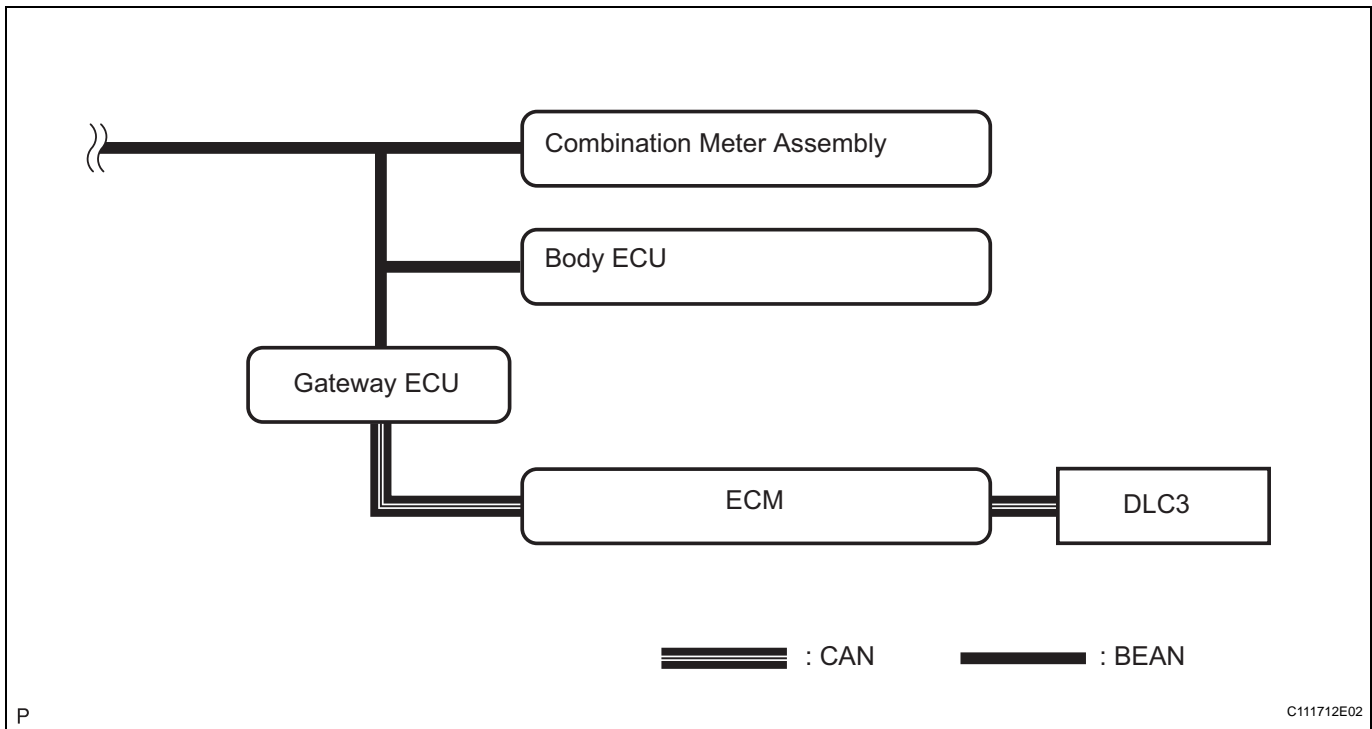 Combination Meter Assembly
Body ECU
Gateway ECU
ECM
DLC3
: CAN
: BEAN
P
C111712E02